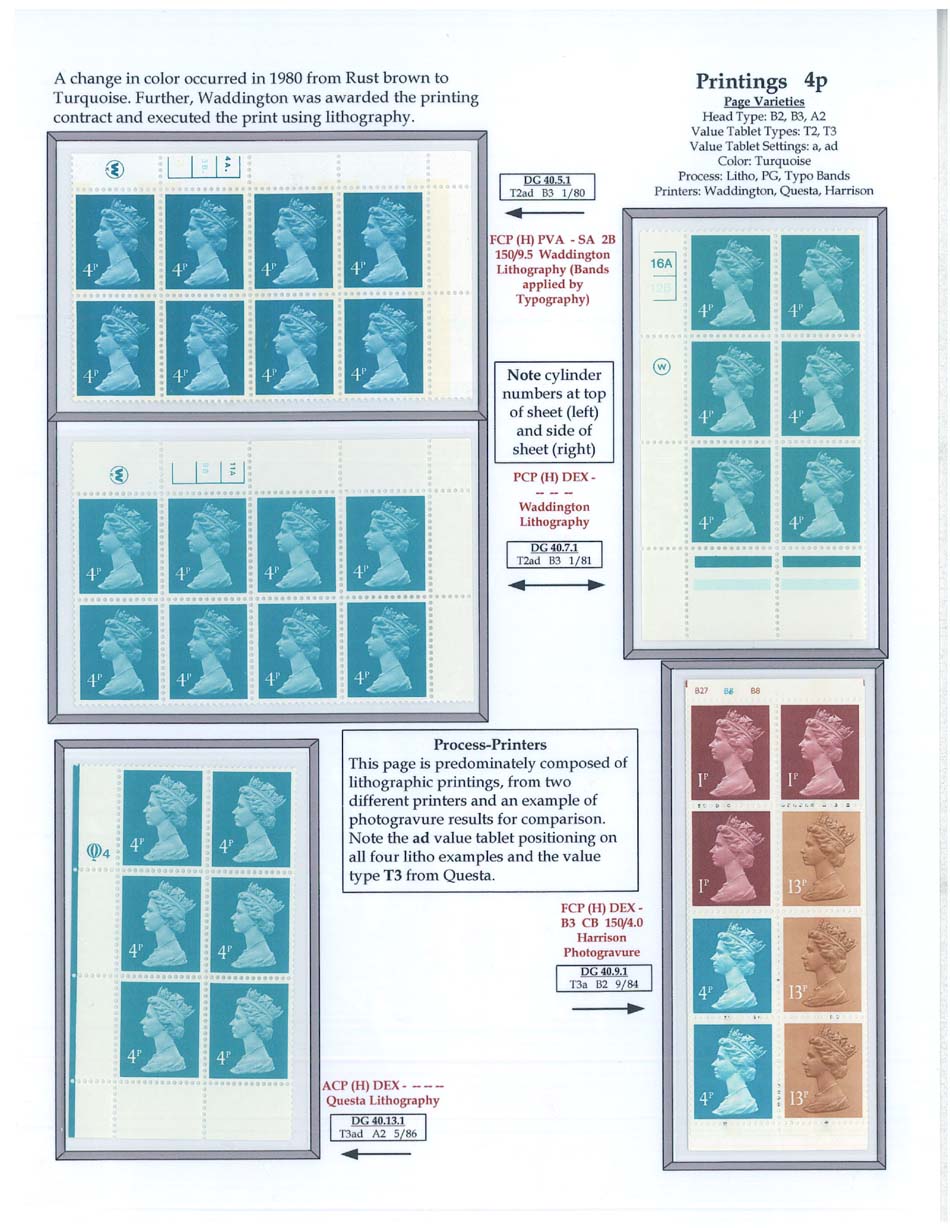 A change in color occurred in 1980 from Rust brown to
Turquoise. Further, Waddington was awarded the printing
contract and executed the print using lithography.
Printings 4p
Page Varieties
Head Type: B2, B3, A2
Value Tablet Types: T2, T3
Value Tablet Settings: a, ad
Color: Turquoise
Process: Litho, PG, Typo Bands
Printers: Waddington, Questa, Harrison
W
3B.
4A.
4P 4P 4P 4P
4P 4P 4P 4P
DG 40.5.1
T2ad B3 1/80
FCP (H) PVA - SA 2B
150/9.5 Waddington
Lithography (Bands
applied by
Typography)
16A
12B
W
4P 4P
4P 4P
4P 4P
Note cylinder
numbers at top
of sheet (left)
and side of
sheet (right)
W
9B
11A
4P 4P 4P 4P
4P 4P 4P 4P
PCP (H) DEX -
-- -- --
Waddington
Lithography
DG 40.7.1
T2ad B3 1/81
Process-Printers
This page is predominately composed of
lithographic printings, from two
different printers and an example of
photogravure results for comparison.
Note the ad value tablet positioning on
all four litho examples and the value
type T3 from Questa.
Q4
4P 4P
4P 4P
4P 4P
B27 B8
1P 1P
1P 13P
4P 13P
4P 13P
FCP (H) DEX -
B3 CB 150/4.0
Harrison
Photogravure
DG 40.9.1
T3a B2 9/84
ACP (H) DEX - -- -- --
Questa Lithography
DG 40.13.1
T3ad A2 5/86